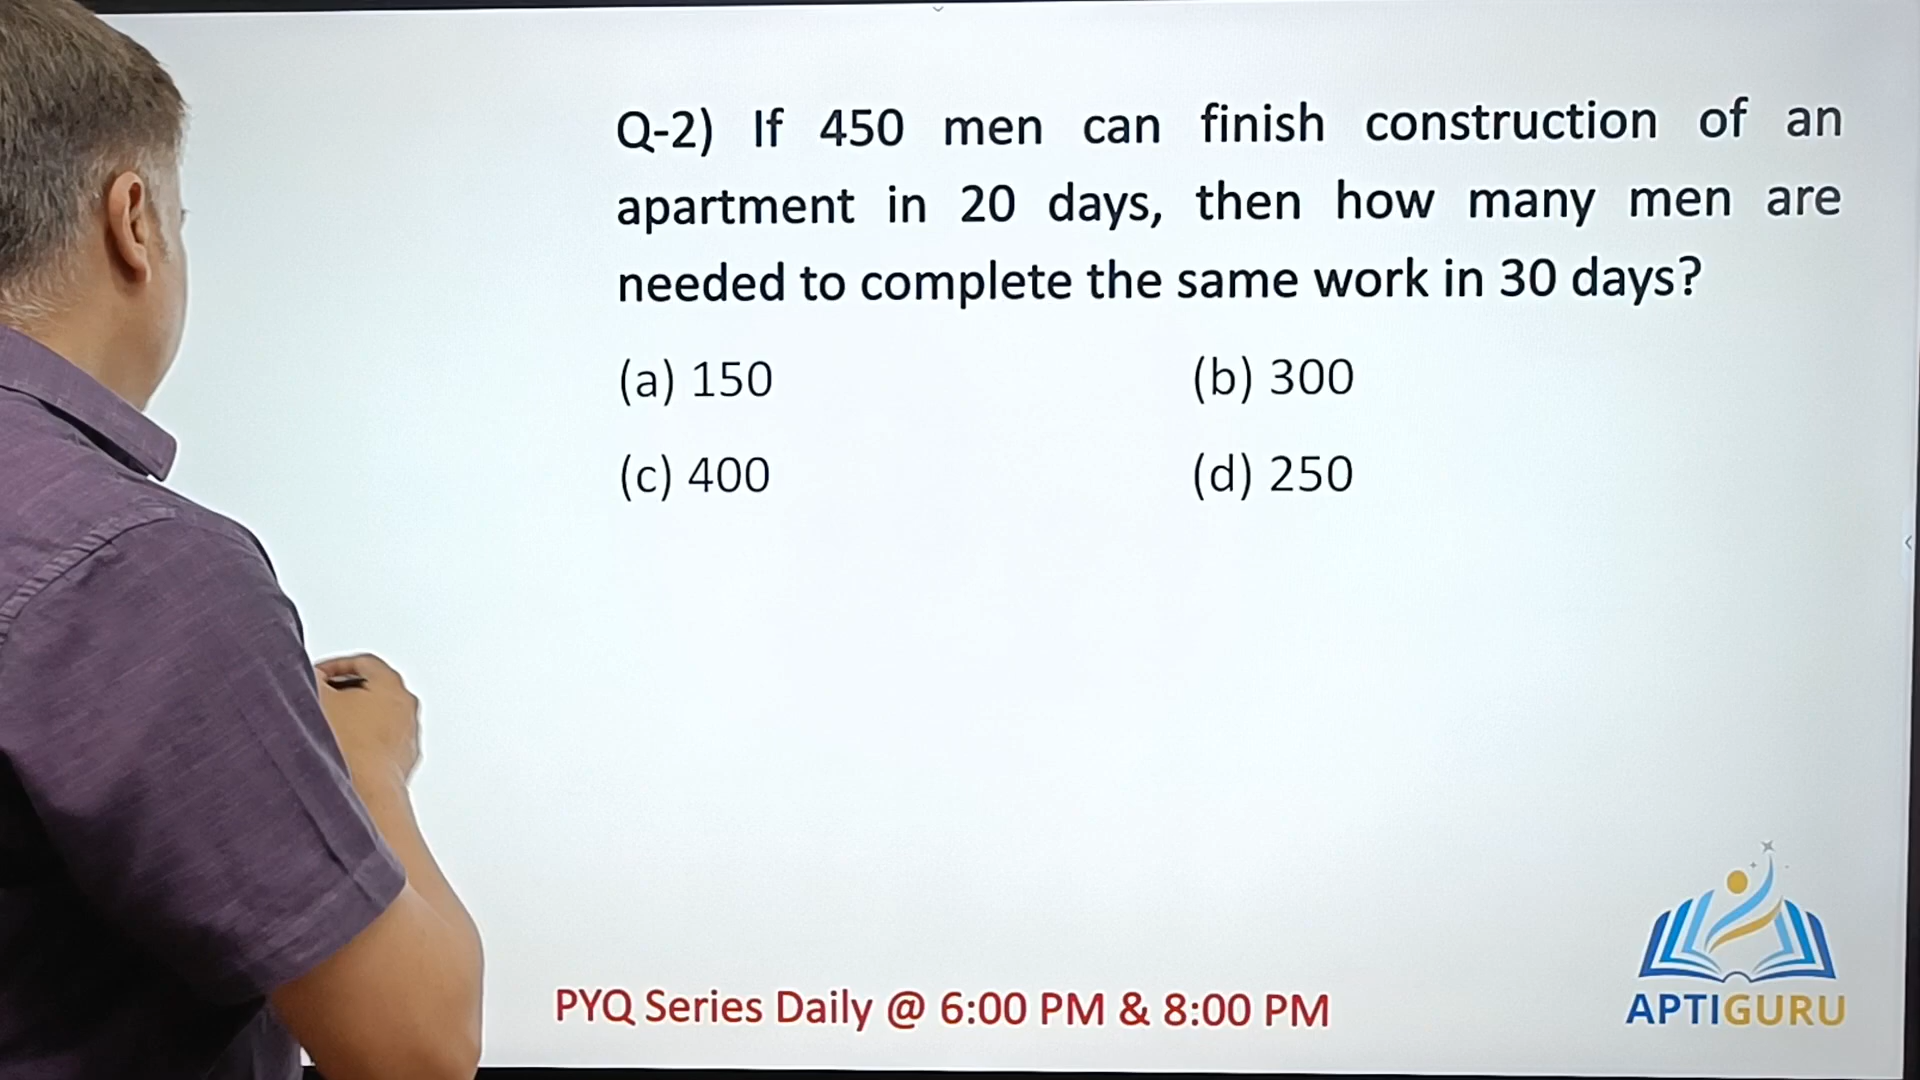 Q-2) If 450 men can finish construction of an
apartment in 20 days, then how many men are
needed to complete the same work in 30 days?
(a) 150 (b) 300
(c) 400 (d) 250
PYQ Series Daily @ 6:00 PM & 8:00 PM
APTIGURU